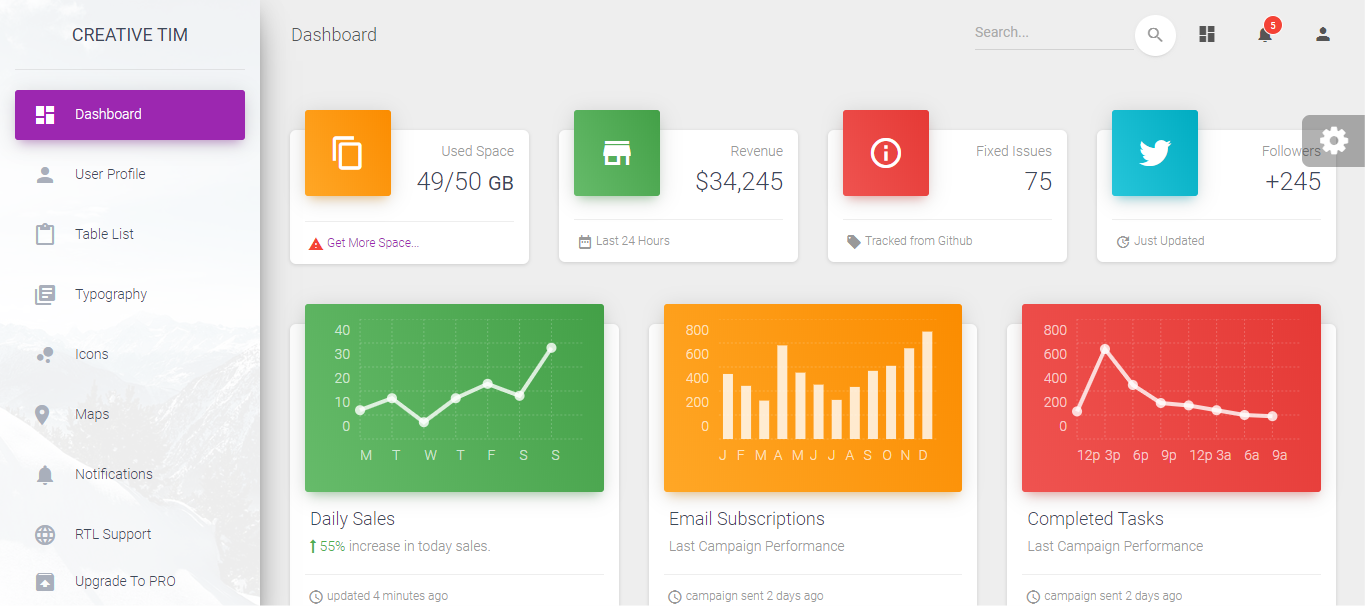 CREATIVE TIM
Dashboard
User Profile
Table List
Typography
Icons
Maps
Notifications
RTL Support
Upgrade To PRO
Dashboard
Search...
5
Used Space
49/50 GB
Get More Space...
Revenue
$34,245
Last 24 Hours
Fixed Issues
75
Tracked from Github
Followers
+245
Just Updated
40
30
20
10
0
M T W T F S S
Daily Sales
55% increase in today sales.
updated 4 minutes ago
800
600
400
200
0
J F M A M J J A S O N D
Email Subscriptions
Last Campaign Performance
campaign sent 2 days ago
800
600
400
200
0
12p 3p 6p 9p 12p 3a 6a 9a
Completed Tasks
Last Campaign Performance
campaign sent 2 days ago